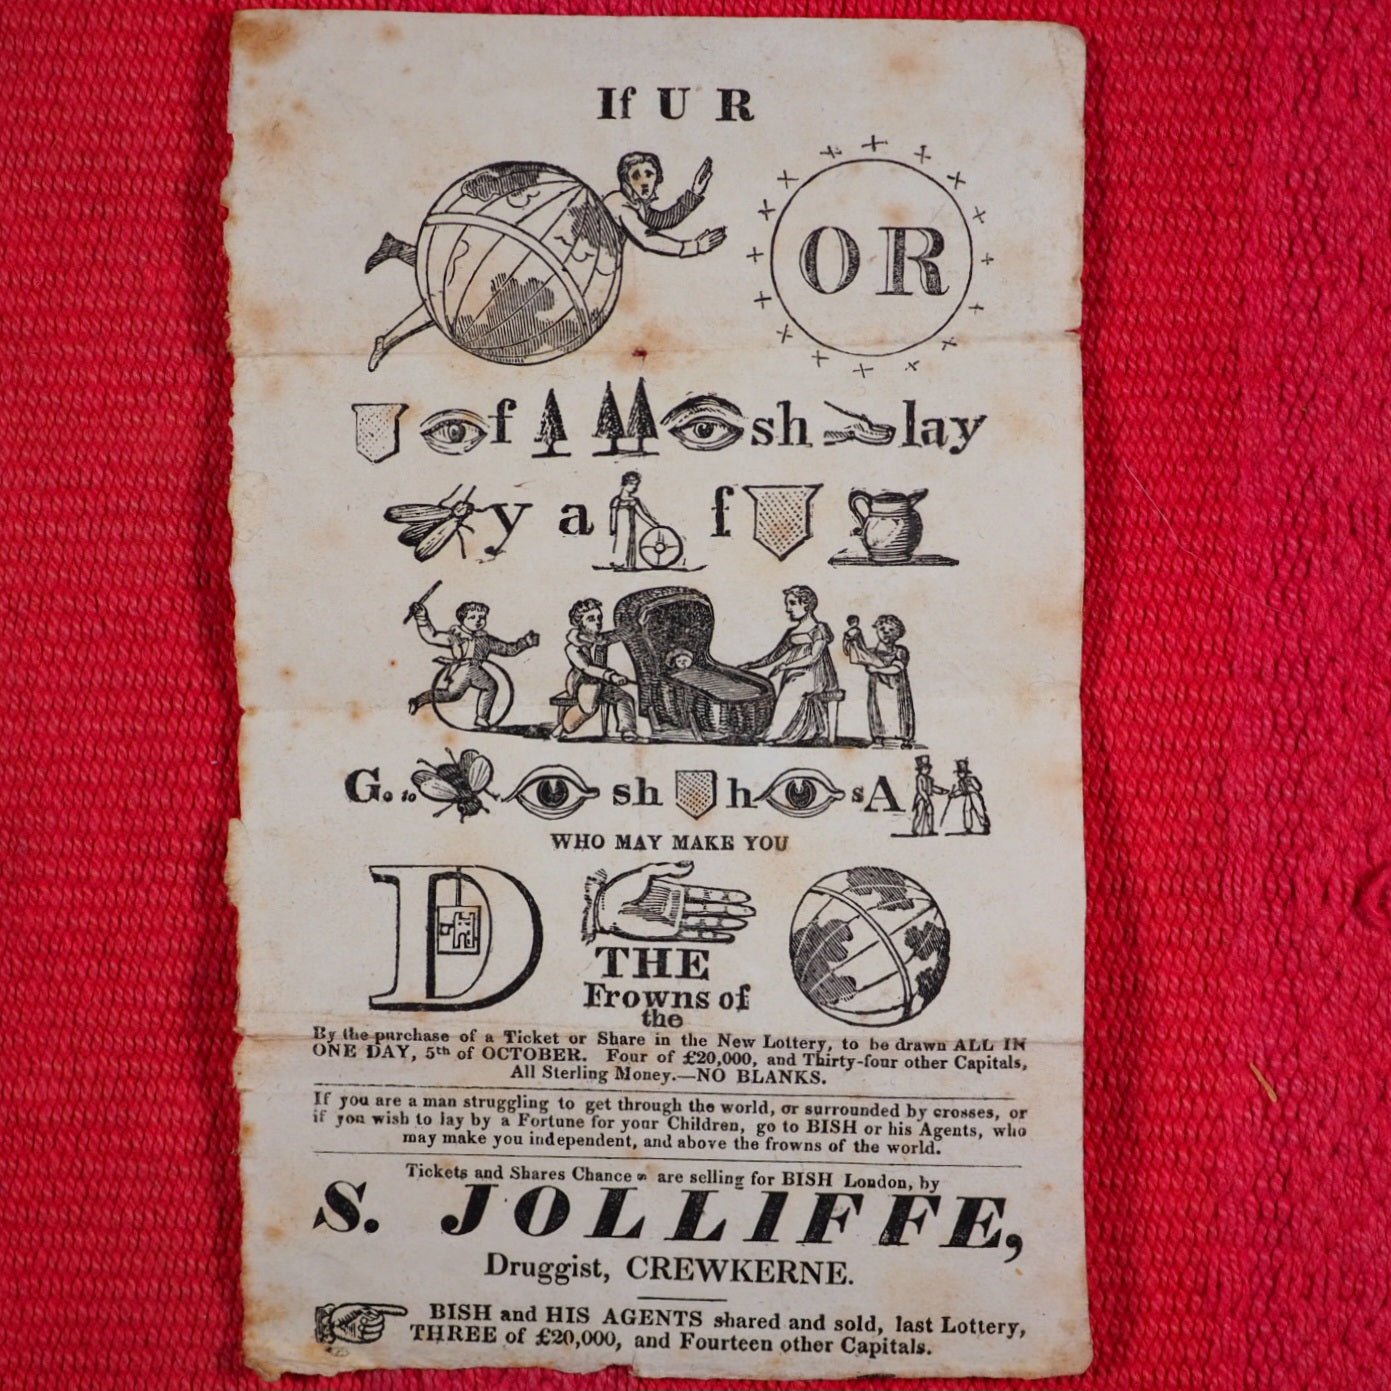 If U R
OR
f sh lay
y a f
Go to sh h sA
WHO MAY MAKE YOU
D
THE
Frowns of
the
By the purchase of a Ticket or Share in the New Lottery, to be drawn ALL IN
ONE DAY, 5th of OCTOBER. Four of £20,000, and Thirty-four other Capitals,
All Sterling Money.—NO BLANKS.
If you are a man struggling to get through the world, or surrounded by crosses, or
if you wish to lay by a Fortune for your Children, go to BISH or his Agents, who
may make you independent, and above the frowns of the world.
Tickets and Shares Chances are selling for BISH London, by
S. JOLLIFFE,
Druggist, CREWKERNE.
BISH and HIS AGENTS shared and sold, last Lottery,
THREE of £20,000, and Fourteen other Capitals.